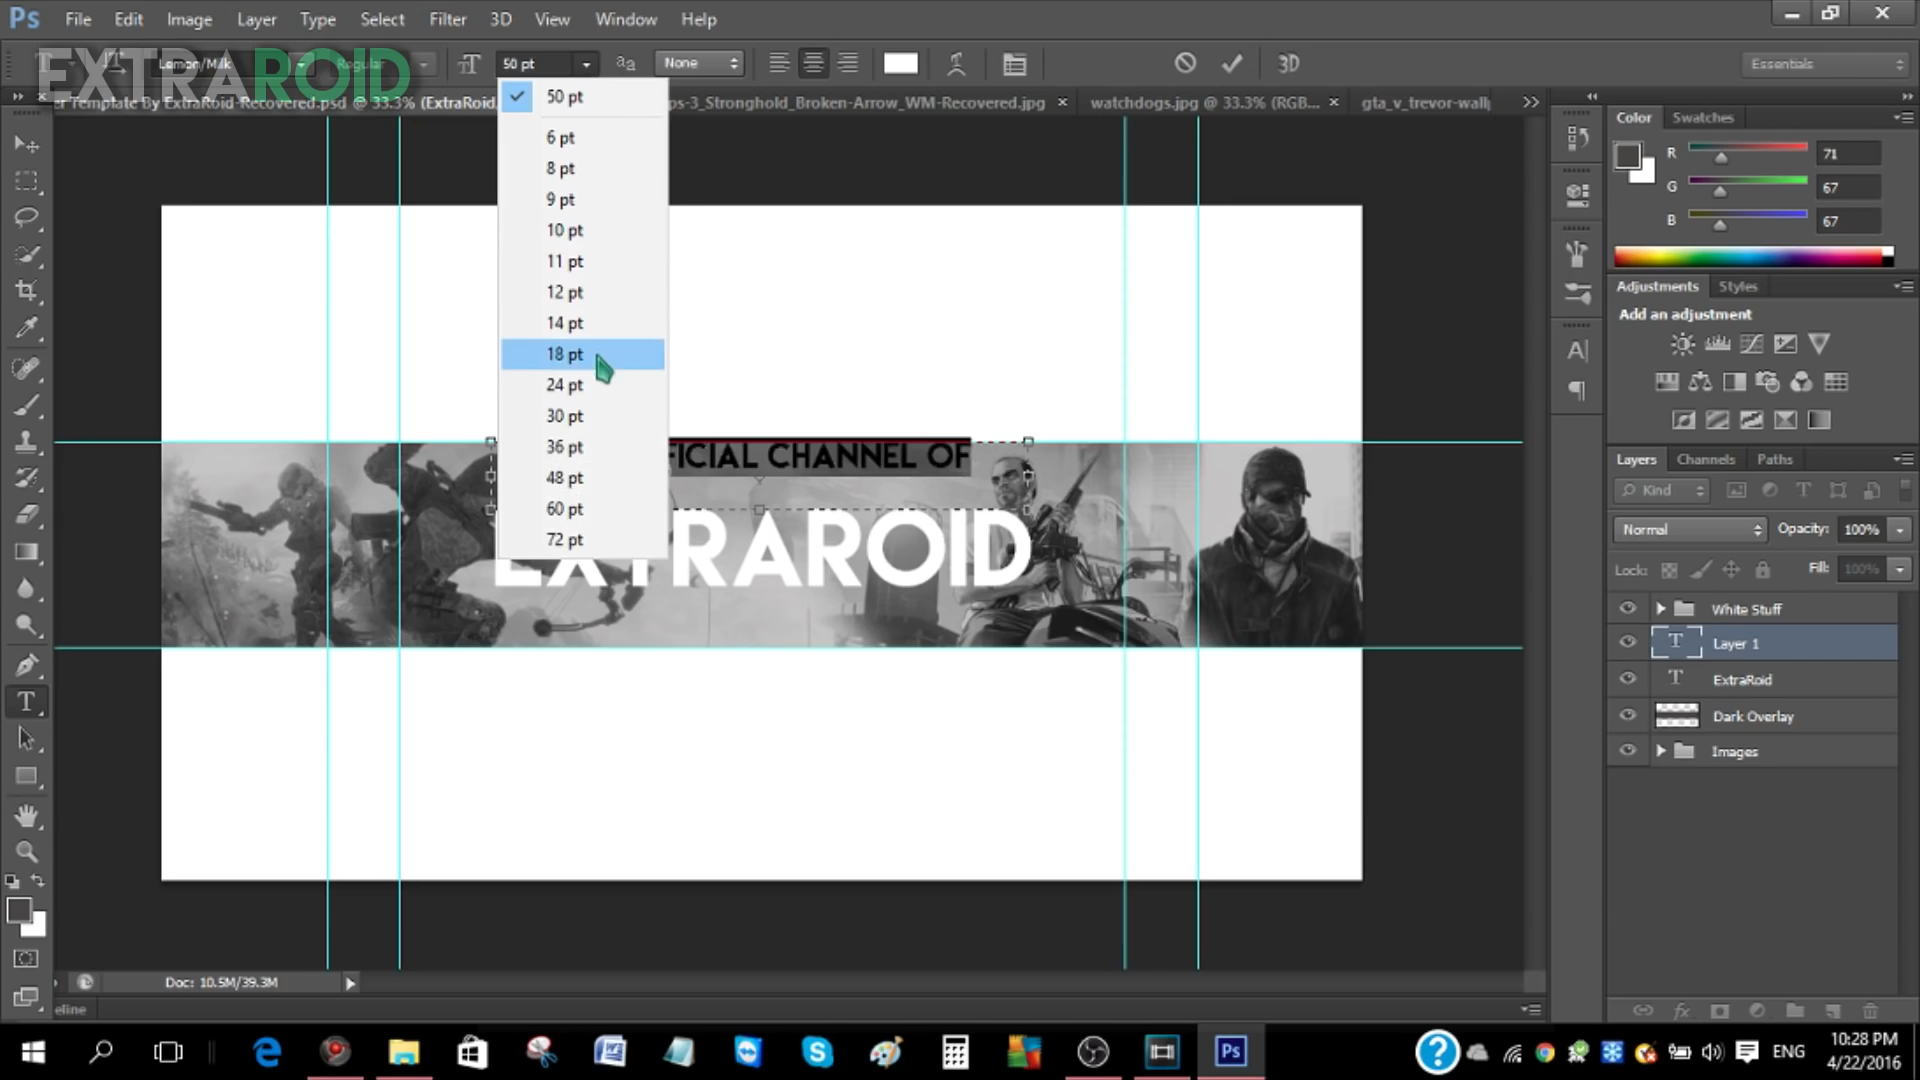 Ps File Edit Image Layer Type Select Filter 3D View Window Help
EXTRAROID
Lemon/Milk Regular 50 pt None 3D Essentials
er Template By ExtraRoid-Recovered.psd @ 33.3% (ExtraRoid, ps-3_Stronghold_Broken-Arrow_WM-Recovered.jpg × watchdogs.jpg @ 33.3% (RGB... × gta_v_trevor-wallp
50 pt
6 pt
8 pt
9 pt
10 pt
11 pt
12 pt
14 pt
18 pt
24 pt
30 pt
36 pt
48 pt
60 pt
72 pt
FICIAL CHANNEL OF
EXTRAROID
Color Swatches
R 71
G 67
B 67
Adjustments Styles
Add an adjustment
Layers Channels Paths
Kind
Normal Opacity: 100%
Lock: Fill: 100%
White Stuff
Layer 1
ExtraRoid
Dark Overlay
Images
Doc: 10.5M/39.3M
eline
ENG
10:28 PM
4/22/2016